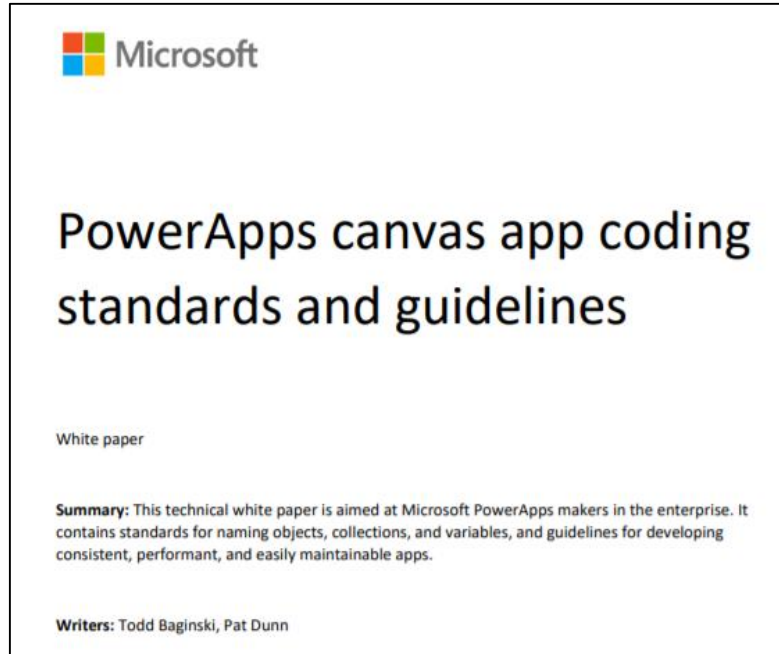 Microsoft
PowerApps canvas app coding
standards and guidelines
White paper
Summary: This technical white paper is aimed at Microsoft PowerApps makers in the enterprise. It
contains standards for naming objects, collections, and variables, and guidelines for developing
consistent, performant, and easily maintainable apps.
Writers: Todd Baginski, Pat Dunn